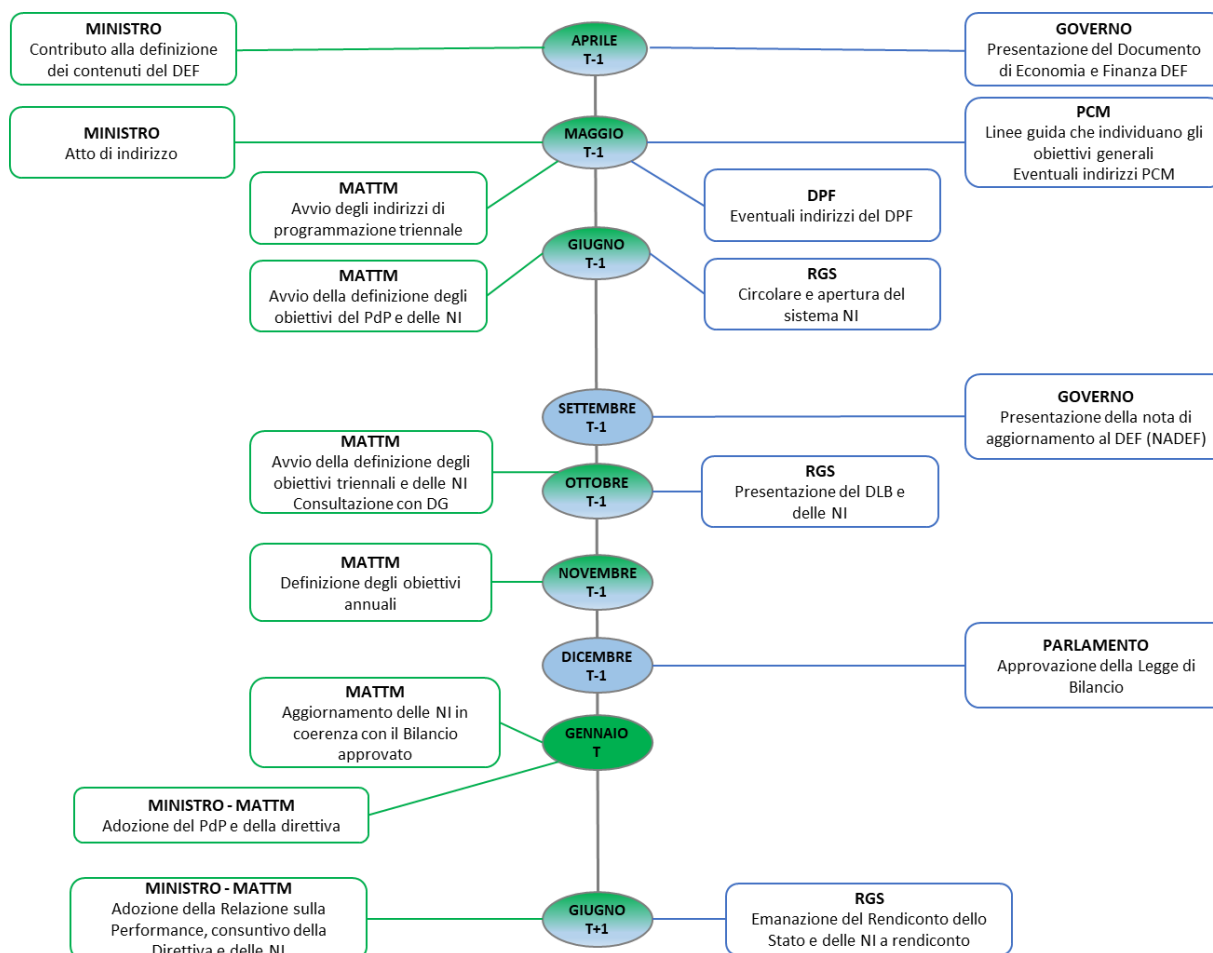 MINISTRO
Contributo alla definizione
dei contenuti del DEF
APRILE
T-1
GOVERNO
Presentazione del Documento
di Economia e Finanza DEF
MINISTRO
Atto di indirizzo
MAGGIO
T-1
PCM
Linee guida che individuano gli
obiettivi generali
Eventuali indirizzi PCM
MATTM
Avvio degli indirizzi di
programmazione triennale
DPF
Eventuali indirizzi del DPF
GIUGNO
T-1
MATTM
Avvio della definizione degli
obiettivi del PdP e delle NI
RGS
Circolare e apertura del
sistema NI
SETTEMBRE
T-1
GOVERNO
Presentazione della nota di
aggiornamento al DEF (NADEF)
MATTM
Avvio della definizione degli
obiettivi triennali e delle NI
Consultazione con DG
OTTOBRE
T-1
RGS
Presentazione del DLB e
delle NI
MATTM
Definizione degli obiettivi
annuali
NOVEMBRE
T-1
DICEMBRE
T-1
PARLAMENTO
Approvazione della Legge di
Bilancio
MATTM
Aggiornamento delle NI in
coerenza con il Bilancio
approvato
GENNAIO
T
MINISTRO - MATTM
Adozione del PdP e della direttiva
MINISTRO - MATTM
Adozione della Relazione sulla
Performance, consuntivo della
Direttiva e delle NI
GIUGNO
T+1
RGS
Emanazione del Rendiconto dello
Stato e delle NI a rendiconto